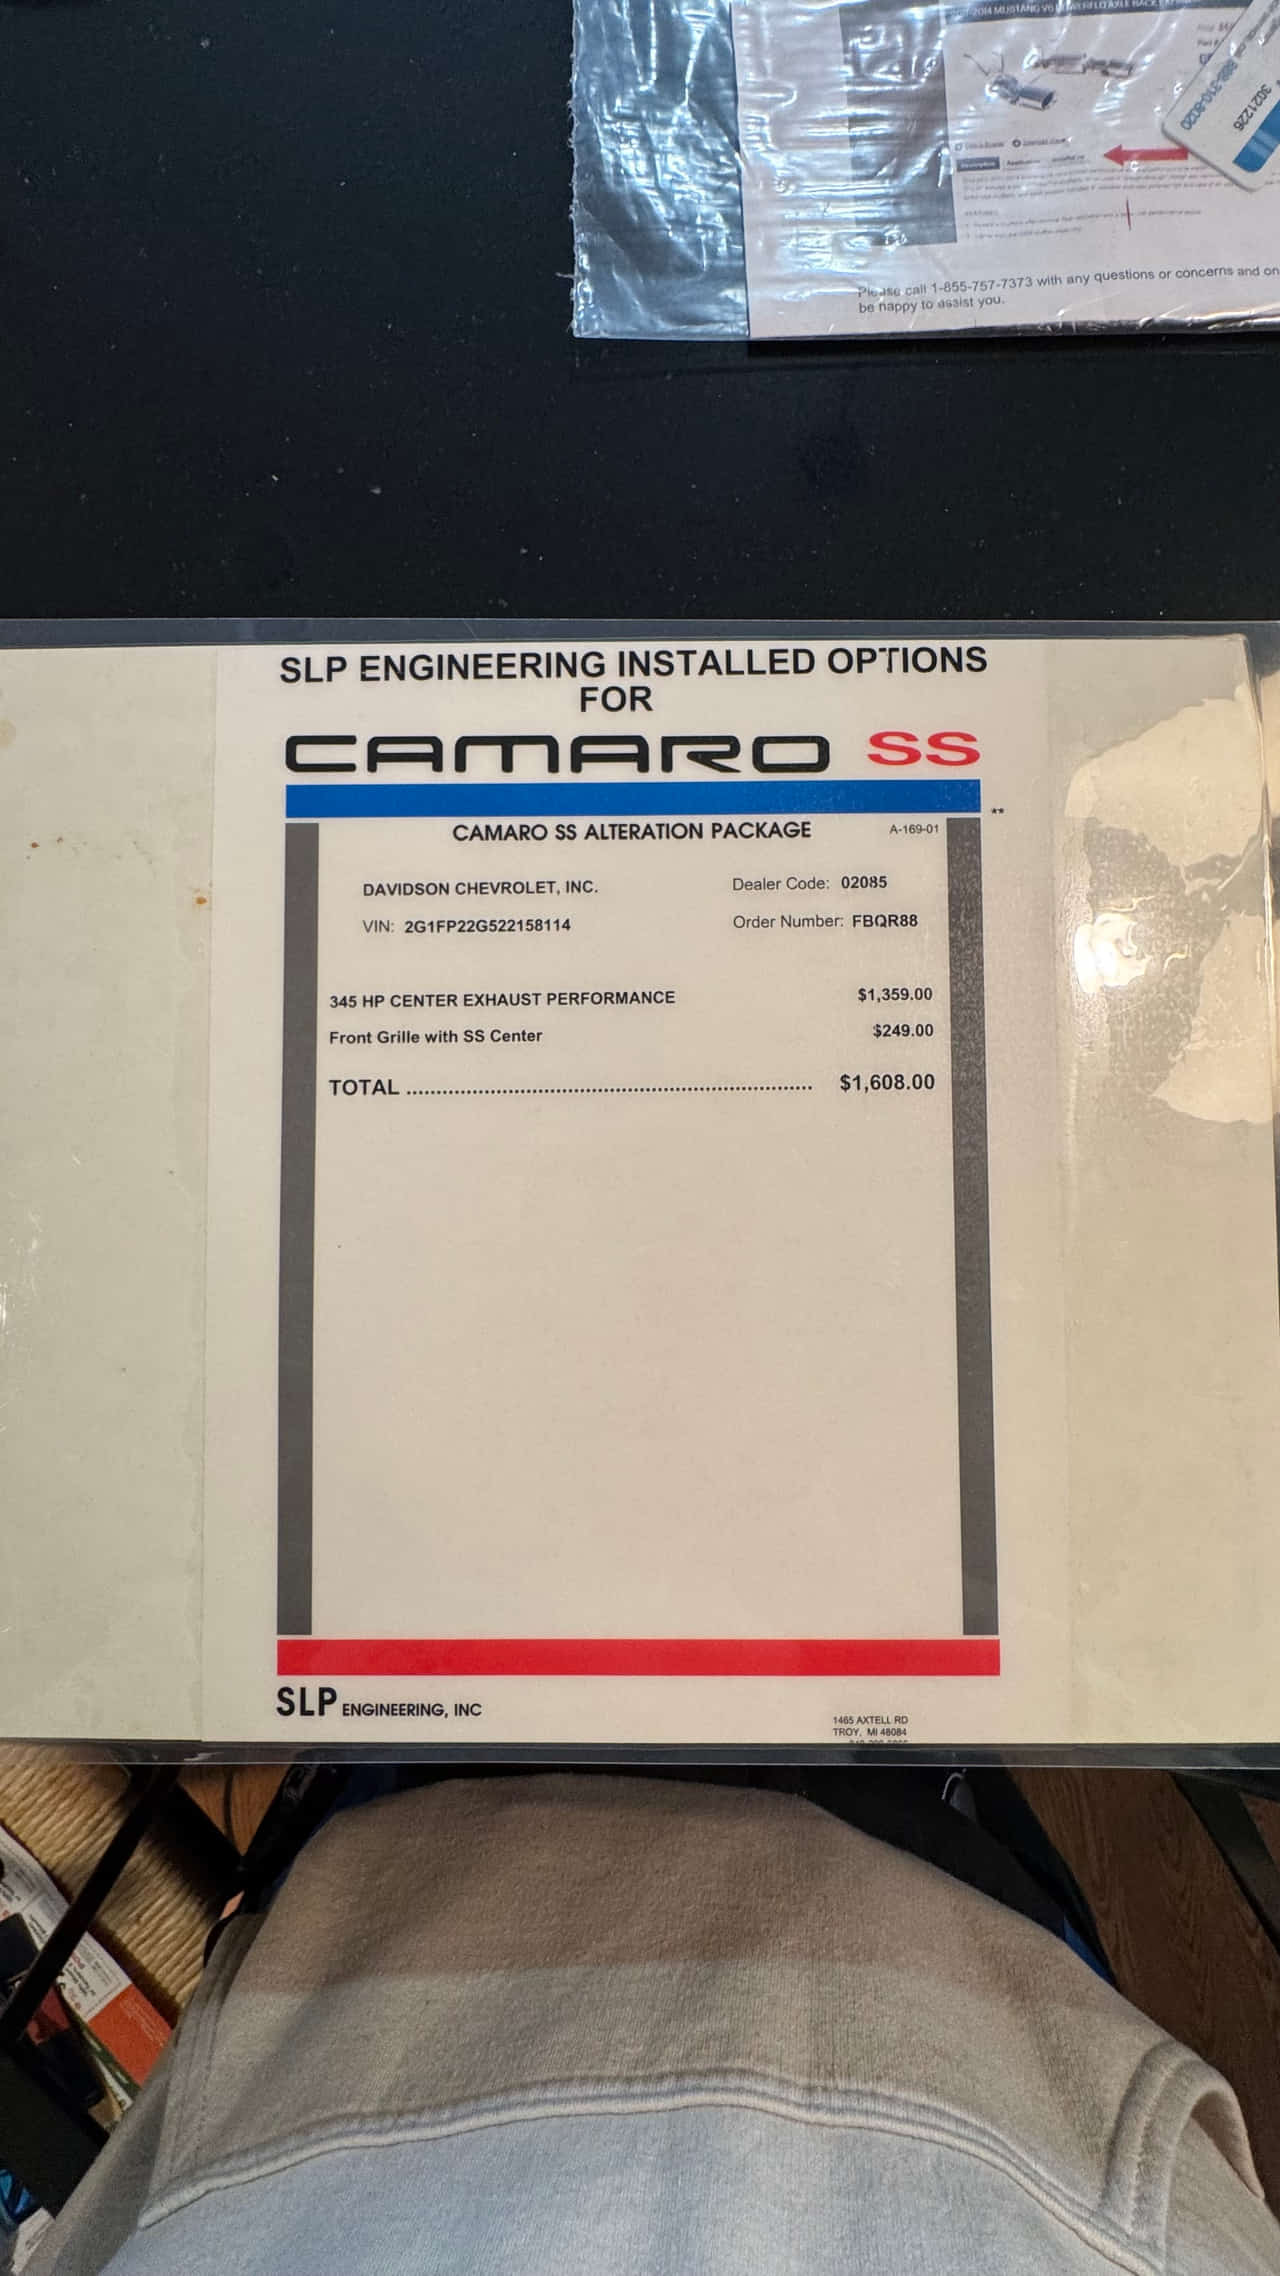 2014 MUSTANG V6
Please call 1-855-757-7373 with any questions or concerns and
be happy to assist you.
3021226
SLP ENGINEERING INSTALLED OPTIONS
FOR
CAMARO SS
**
CAMARO SS ALTERATION PACKAGE A-169-01
DAVIDSON CHEVROLET, INC. Dealer Code: 02085
VIN: 2G1FP22G522158114 Order Number: FBQR88
345 HP CENTER EXHAUST PERFORMANCE $1,359.00
Front Grille with SS Center $249.00
TOTAL ........................................................................ $1,608.00
SLP ENGINEERING, INC
1465 AXTELL RD
TROY, MI 48084